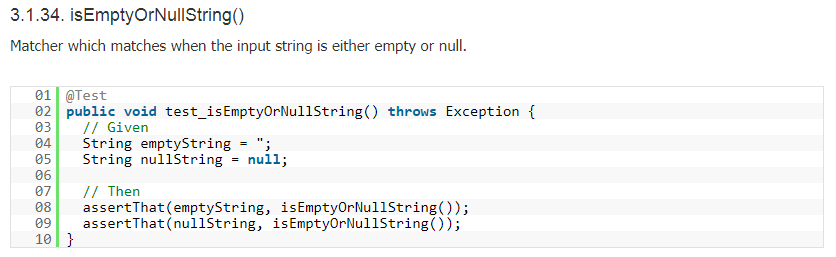 3.1.34. isEmptyOrNullString()
Matcher which matches when the input string is either empty or null.
01 @Test
02 public void test_isEmptyOrNullString() throws Exception {
03   // Given
04   String emptyString = ";
05   String nullString = null;
06
07   // Then
08   assertThat(emptyString, isEmptyOrNullString());
09   assertThat(nullString, isEmptyOrNullString());
10 }